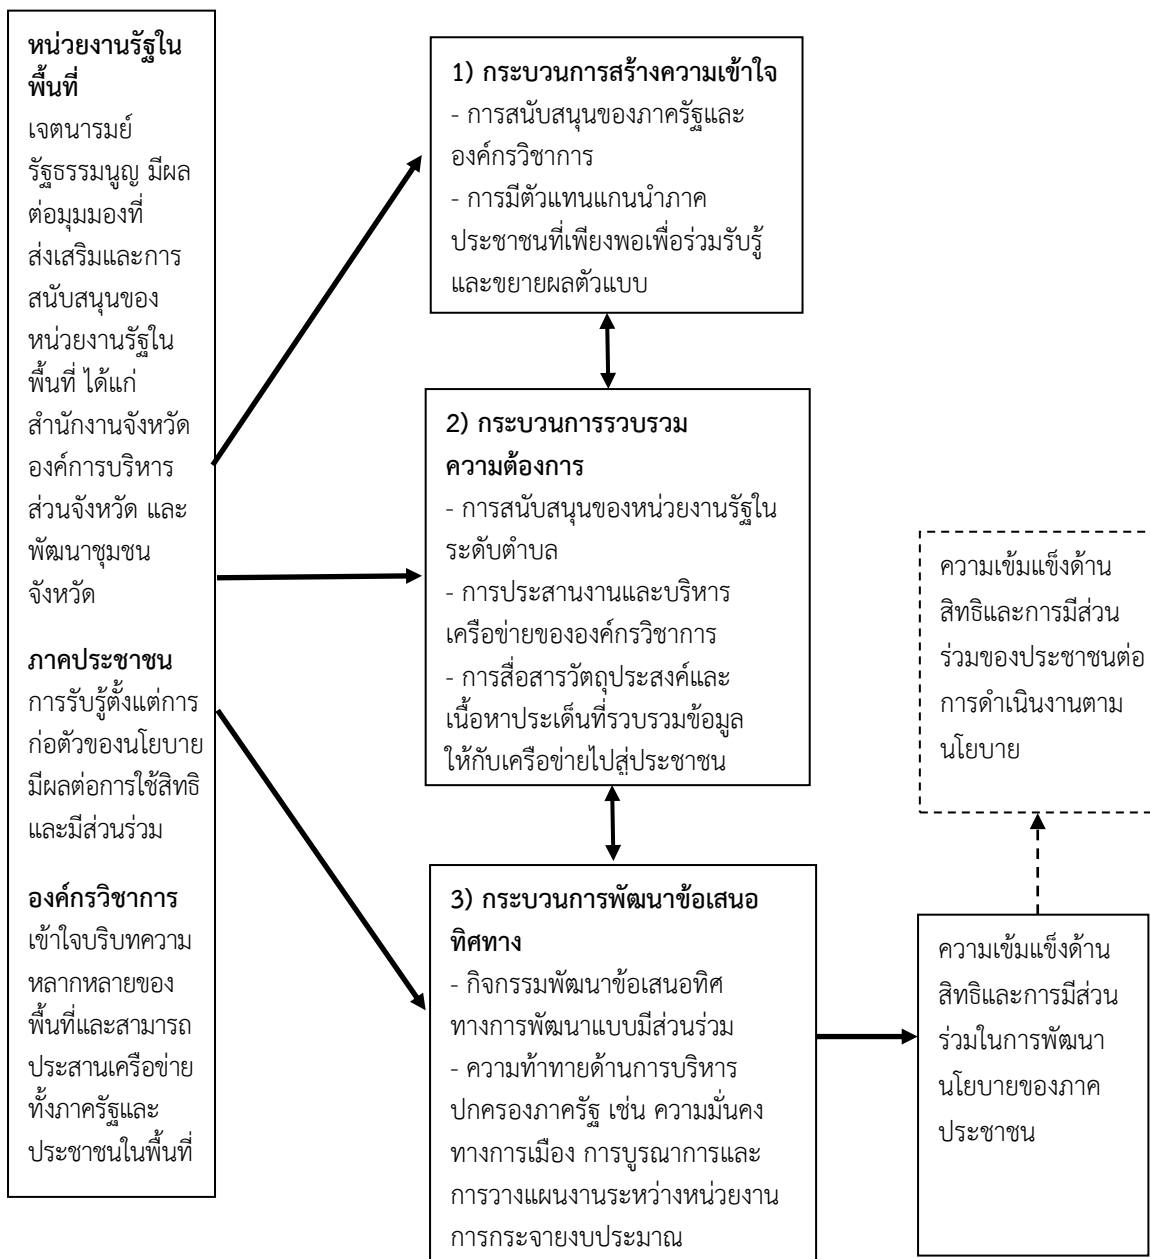 หน่วยงานรัฐใน
พื้นที่
เจตนารมย์
รัฐธรรมนูญ มีผล
ต่อมุมมองที่
ส่งเสริมและการ
สนับสนุนของ
หน่วยงานรัฐใน
พื้นที่ ได้แก่
สำนักงานจังหวัด
องค์การบริหาร
ส่วนจังหวัด และ
พัฒนาชุมชน
จังหวัด
ภาคประชาชน
การรับรู้ตั้งแต่การ
ก่อตัวของนโยบาย
มีผลต่อการใช้สิทธิ
และมีส่วนร่วม
องค์กรวิชาการ
เข้าใจบริบทความ
หลากหลายของ
พื้นที่และสามารถ
ประสานเครือข่าย
ทั้งภาครัฐและ
ประชาชนในพื้นที่
1) กระบวนการสร้างความเข้าใจ
- การสนับสนุนของภาครัฐและ
องค์กรวิชาการ
- การมีตัวแทนแกนนำภาค
ประชาชนที่เพียงพอเพื่อร่วมรับรู้
และขยายผลตัวแบบ
2) กระบวนการรวบรวม
ความต้องการ
- การสนับสนุนของหน่วยงานรัฐใน
ระดับตำบล
- การประสานงานและบริหาร
เครือข่ายขององค์กรวิชาการ
- การสื่อสารวัตถุประสงค์และ
เนื้อหาประเด็นที่รวบรวมข้อมูล
ให้กับเครือข่ายไปสู่ประชาชน
3) กระบวนการพัฒนาข้อเสนอ
ทิศทาง
- กิจกรรมพัฒนาข้อเสนอทิศ
ทางการพัฒนาแบบมีส่วนร่วม
- ความท้าทายด้านการบริหาร
ปกครองภาครัฐ เช่น ความมั่นคง
ทางการเมือง การบูรณาการและ
การวางแผนงานระหว่างหน่วยงาน
การกระจายงบประมาณ
ความเข้มแข็งด้าน
สิทธิและการมีส่วน
ร่วมของประชาชนต่อ
การดำเนินงานตาม
นโยบาย
ความเข้มแข็งด้าน
สิทธิและการมีส่วน
ร่วมในการพัฒนา
นโยบายของภาค
ประชาชน